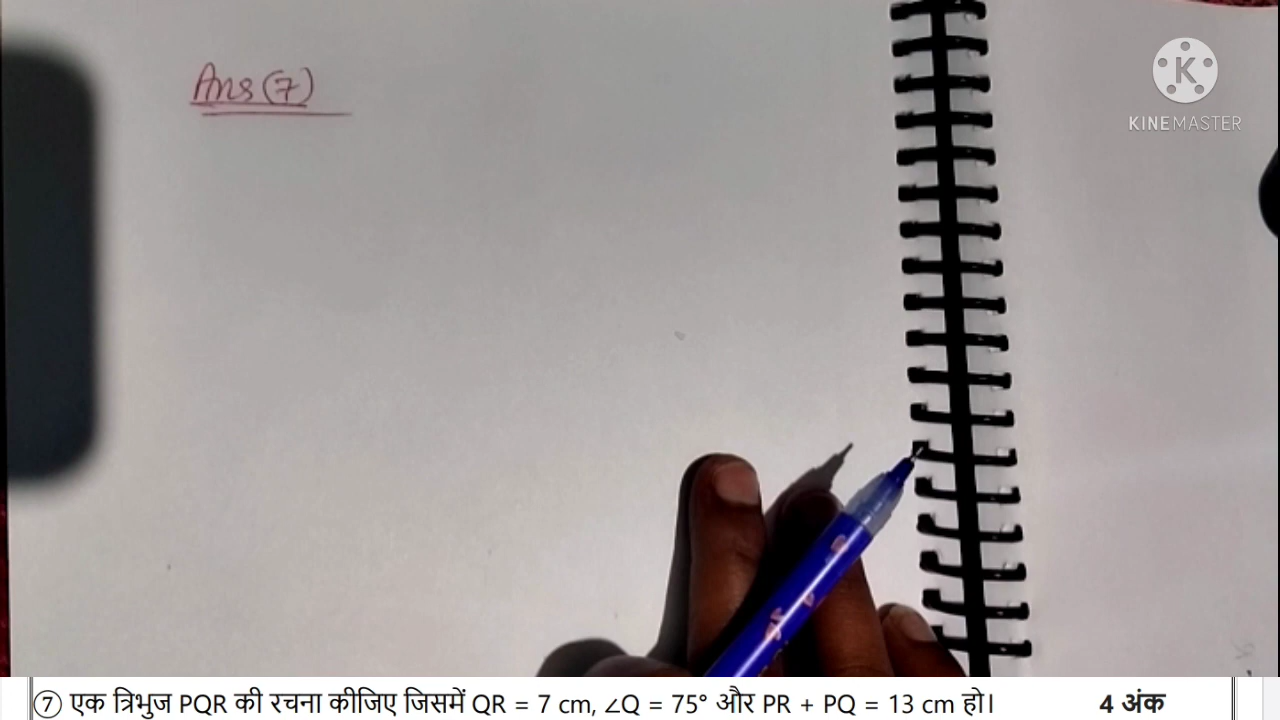 Ans (7)
KINEMASTER
⑦ एक त्रिभुज PQR की रचना कीजिए जिसमें QR = 7 cm, ∠Q = 75° और PR + PQ = 13 cm हो। 4 अंक